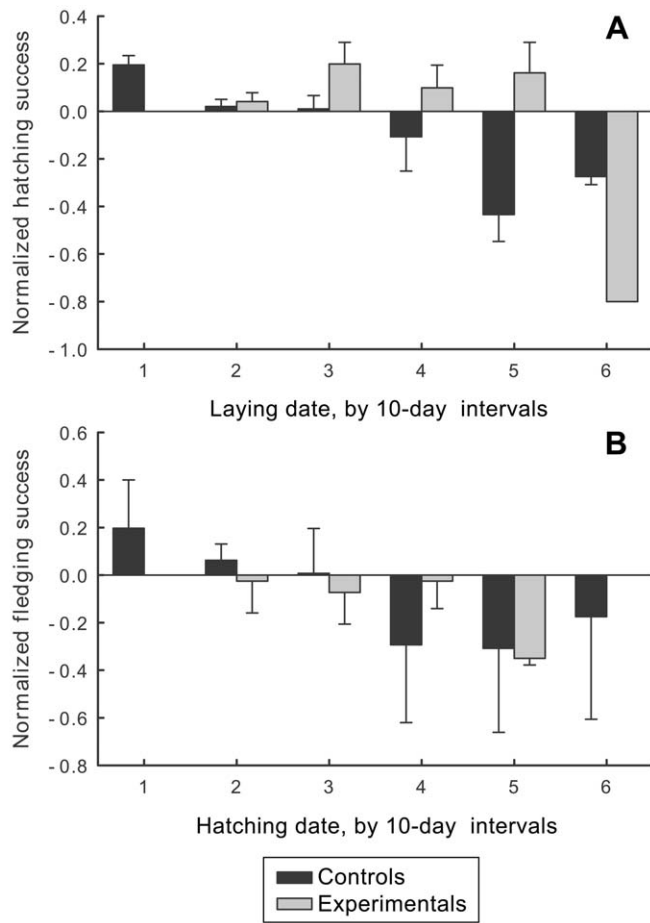 A
Normalized hatching success
0.4
0.2
0.0
- 0.2
- 0.4
- 0.6
- 0.8
- 1.0
1 2 3 4 5 6
Laying date, by 10-day intervals
B
Normalized fledging success
0.6
0.4
0.2
0.0
- 0.2
- 0.4
- 0.6
- 0.8
1 2 3 4 5 6
Hatching date, by 10-day intervals
Controls
Experimentals